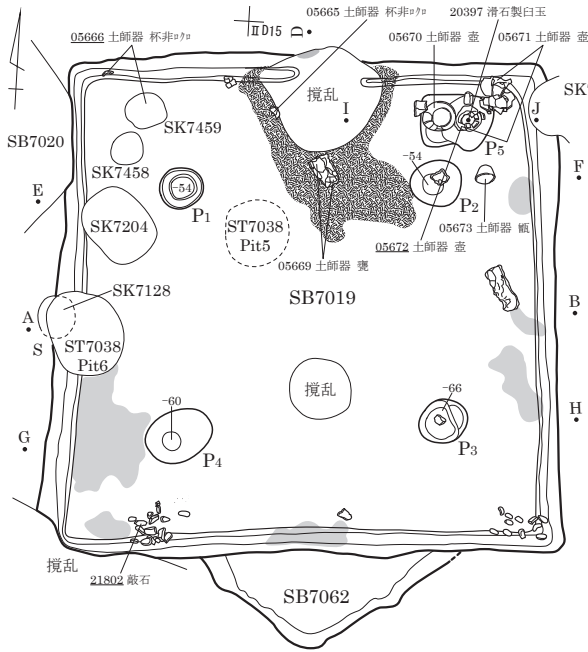 ⅡD15 D
05665 土師器 杯非ロクロ
20397 滑石製臼玉
05666 土師器 杯非ロクロ
05670 土師器 壺
05671 土師器 壺
撹乱
I
J
SK
SK7459
SB7020
SK7458
P5
-54
-54
F
E
P1
P2
SK7204
ST7038
Pit5
05673 土師器 甑
05672 土師器 壺
05669 土師器 甕
SK7128
SB7019
A
B
S
ST7038
Pit6
撹乱
-60
-66
H
G
P4
P3
撹乱
21802 敲石
SB7062